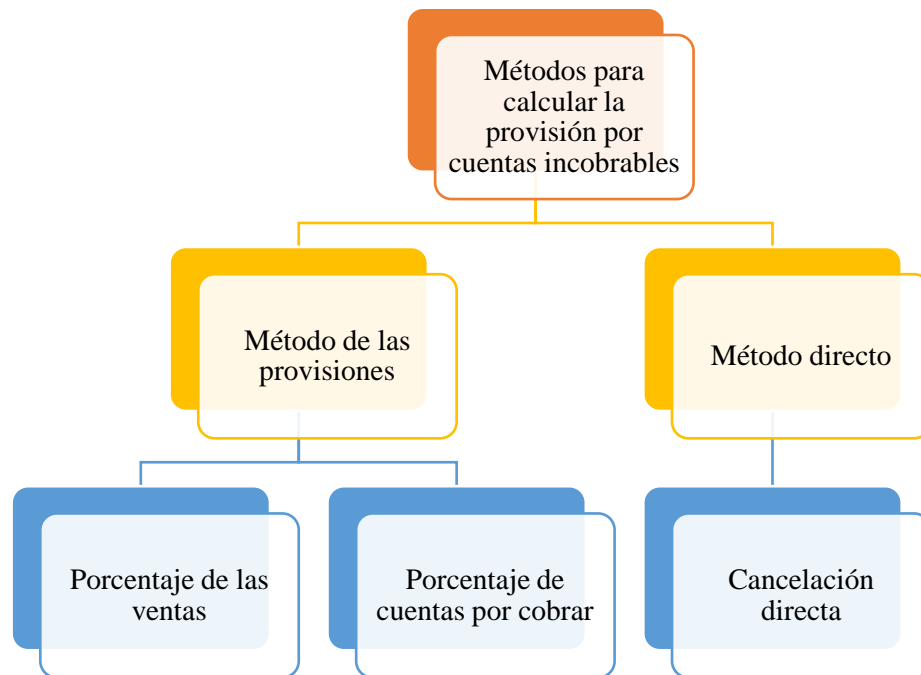 Métodos para
calcular la
provisión por
cuentas incobrables
Método de las
provisiones
Método directo
Porcentaje de las
ventas
Porcentaje de
cuentas por cobrar
Cancelación
directa